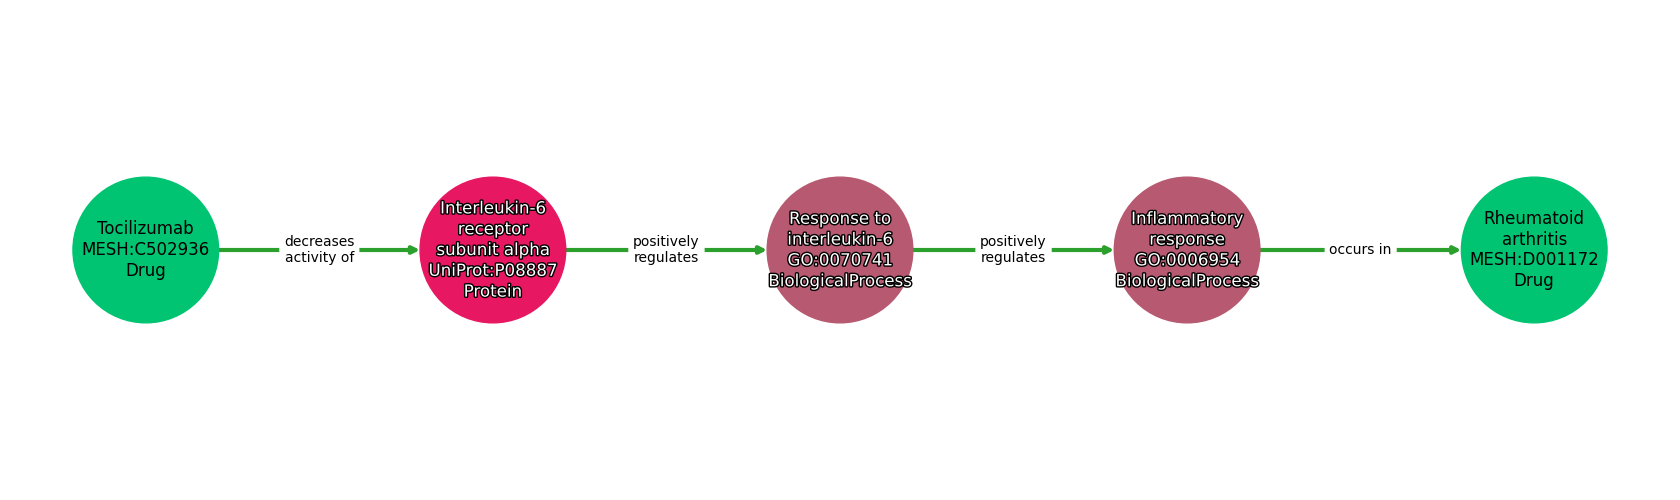 Tocilizumab
MESH:C502936
Drug
decreases
activity of
Interleukin-6
receptor
subunit alpha
UniProt:P08887
Protein
positively
regulates
Response to
interleukin-6
GO:0070741
BiologicalProcess
positively
regulates
Inflammatory
response
GO:0006954
BiologicalProcess
occurs in
Rheumatoid
arthritis
MESH:D001172
Drug